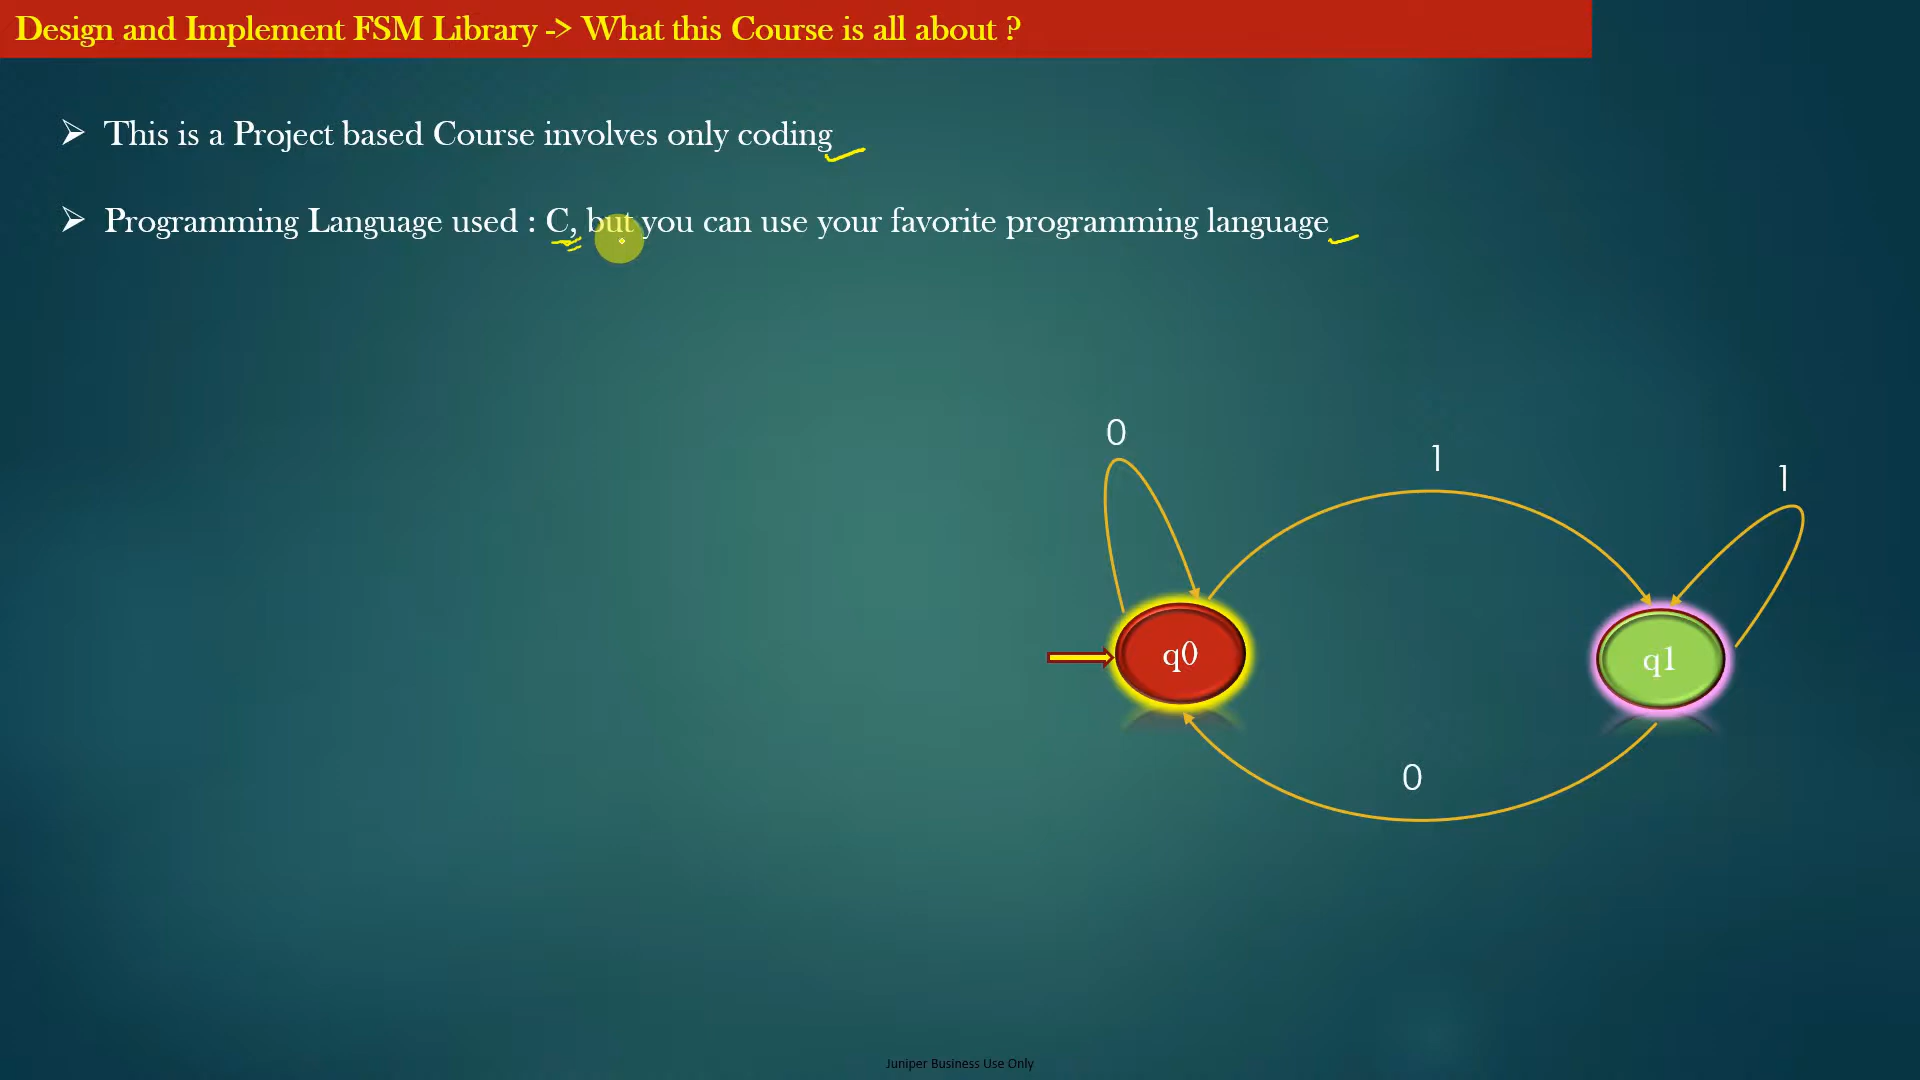 Design and Implement FSM Library -> What this Course is all about ?
➢ This is a Project based Course involves only coding
➢ Programming Language used : C, but you can use your favorite programming language
0
1
1
q0
q1
0
Juniper Business Use Only